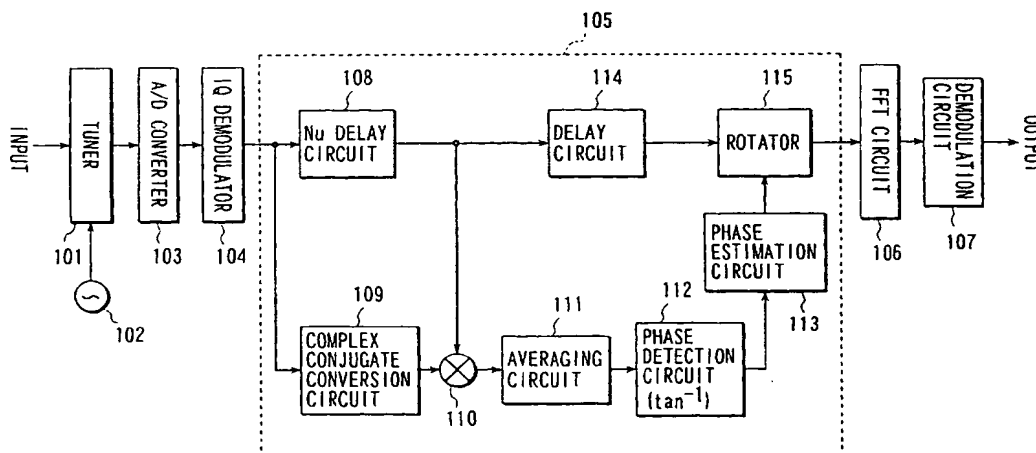 105
INPUT
TUNER
101
102
A/D CONVERTER
103
IQ DEMODULATOR
104
108
Nu DELAY
CIRCUIT
114
DELAY
CIRCUIT
115
ROTATOR
FFT CIRCUIT
106
DEMODULATION
CIRCUIT
107
OUTPUT
109
COMPLEX
CONJUGATE
CONVERSION
CIRCUIT
110
111
AVERAGING
CIRCUIT
112
PHASE
DETECTION
CIRCUIT
(tan⁻¹)
PHASE
ESTIMATION
CIRCUIT
113